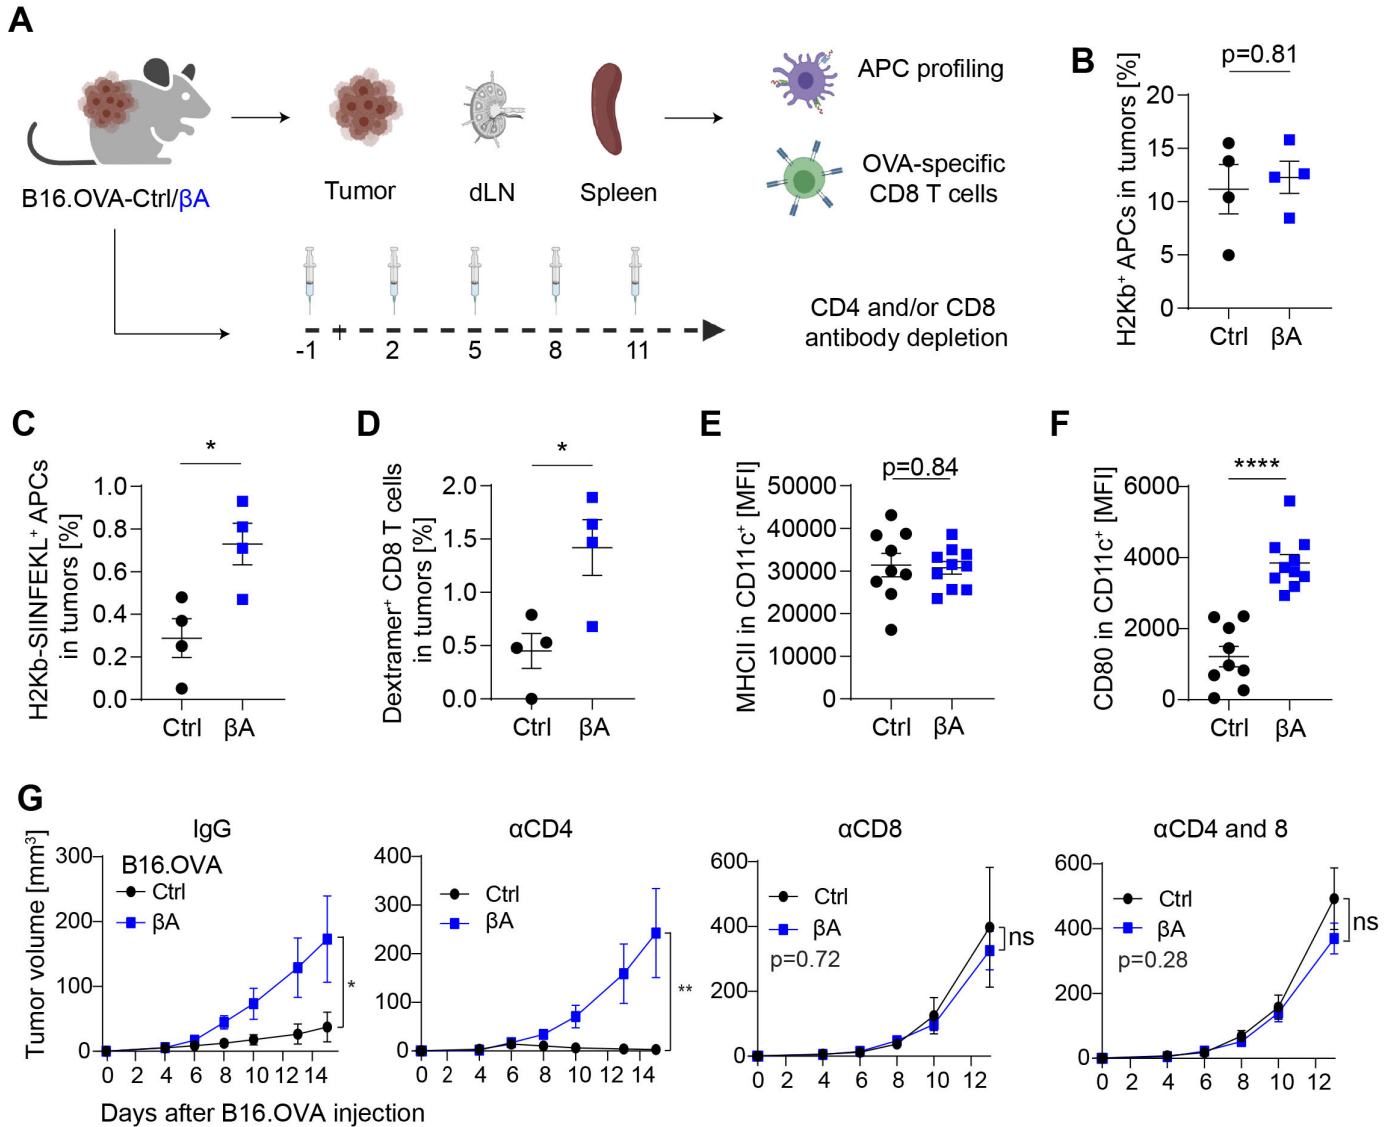 A
B16.OVA-Ctrl/βA
Tumor
dLN
Spleen
APC profiling
OVA-specific
CD8 T cells
-1
2
5
8
11
CD4 and/or CD8
antibody depletion
B
p=0.81
H2Kb⁺ APCs in tumors [%]
20
15
10
5
0
Ctrl
βA
C
*
H2Kb-SIINFEKL⁺ APCs
in tumors [%]
1.0
0.8
0.6
0.4
0.2
0.0
Ctrl
βA
D
*
Dextramer⁺ CD8 T cells
in tumors [%]
2.0
1.5
1.0
0.5
0.0
Ctrl
βA
E
p=0.84
MHCII in CD11c⁺ [MFI]
50000
40000
30000
20000
10000
0
Ctrl
βA
F
****
CD80 in CD11c⁺ [MFI]
6000
4000
2000
0
Ctrl
βA
G
IgG
Tumor volume [mm³]
300
200
100
0
B16.OVA
Ctrl
βA
*
0 2 4 6 8 10 12 14
Days after B16.OVA injection
αCD4
400
300
200
100
0
Ctrl
βA
**
0 2 4 6 8 10 12 14
αCD8
600
400
200
0
Ctrl
βA
p=0.72
ns
0 2 4 6 8 10 12
αCD4 and 8
600
400
200
0
Ctrl
βA
p=0.28
ns
0 2 4 6 8 10 12